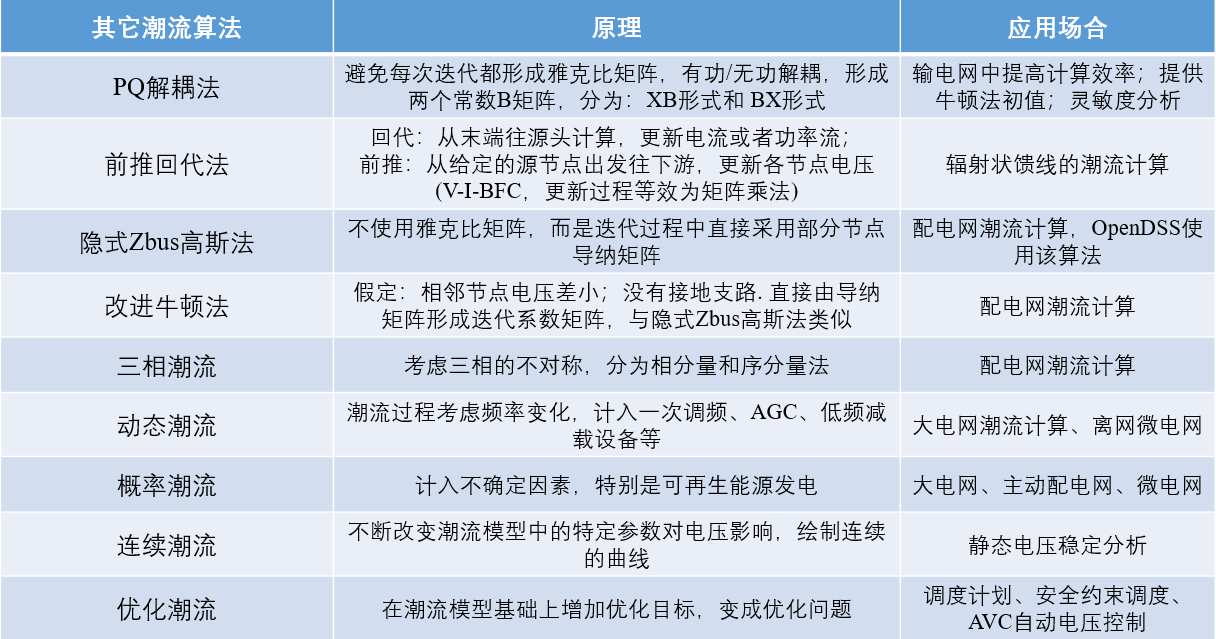 其它潮流算法
原理
应用场合
PQ解耦法
避免每次迭代都形成雅克比矩阵，有功/无功解耦，形成
两个常数B矩阵，分为：XB形式和 BX形式
输电网中提高计算效率；提供
牛顿法初值；灵敏度分析
前推回代法
回代：从末端往源头计算，更新电流或者功率流；
前推：从给定的源节点出发往下游，更新各节点电压
(V-I-BFC，更新过程等效为矩阵乘法)
辐射状馈线的潮流计算
隐式Zbus高斯法
不使用雅克比矩阵，而是迭代过程中直接采用部分节点
导纳矩阵
配电网潮流计算，OpenDSS使
用该算法
改进牛顿法
假定：相邻节点电压差小；没有接地支路. 直接由导纳
矩阵形成迭代系数矩阵，与隐式Zbus高斯法类似
配电网潮流计算
三相潮流
考虑三相的不对称，分为相分量和序分量法
配电网潮流计算
动态潮流
潮流过程考虑频率变化，计入一次调频、AGC、低频减
载设备等
大电网潮流计算、离网微电网
概率潮流
计入不确定因素，特别是可再生能源发电
大电网、主动配电网、微电网
连续潮流
不断改变潮流模型中的特定参数对电压影响，绘制连续
的曲线
静态电压稳定分析
优化潮流
在潮流模型基础上增加优化目标，变成优化问题
调度计划、安全约束调度、
AVC自动电压控制